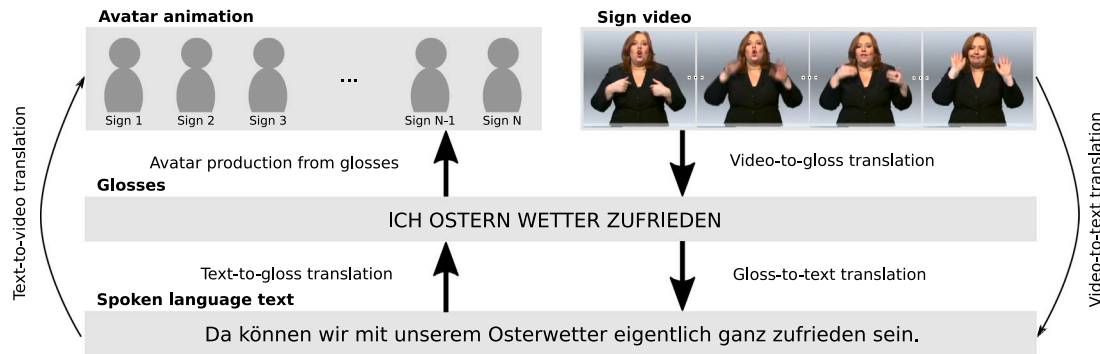 Avatar animation
Sign video
...
Sign 1
Sign 2
Sign 3
Sign N-1
Sign N
Avatar production from glosses
Video-to-gloss translation
Text-to-video translation
Video-to-text translation
Glosses
ICH OSTERN WETTER ZUFRIEDEN
Text-to-gloss translation
Gloss-to-text translation
Spoken language text
Da können wir mit unserem Osterwetter eigentlich ganz zufrieden sein.